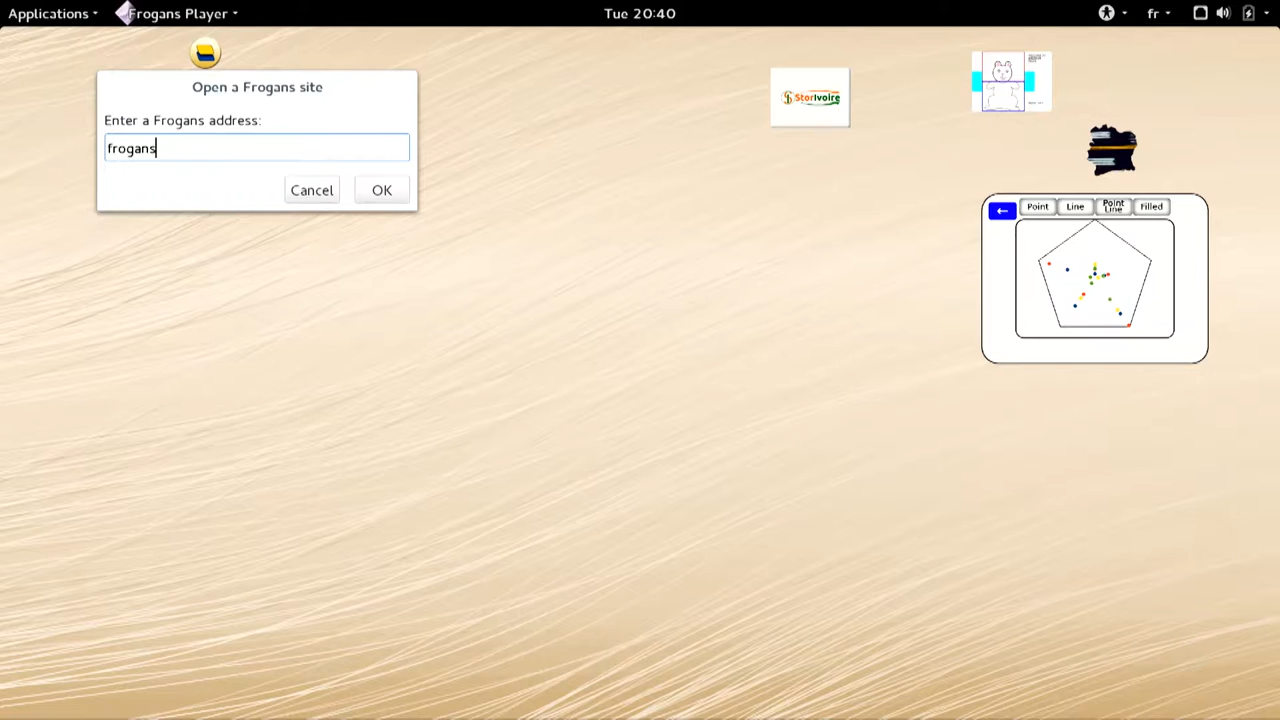 Applications
Frogans Player
Tue 20:40
fr
Open a Frogans site
Enter a Frogans address:
frogans
Cancel
OK
StorIvoire
←
Point
Line
Point
Line
Filled